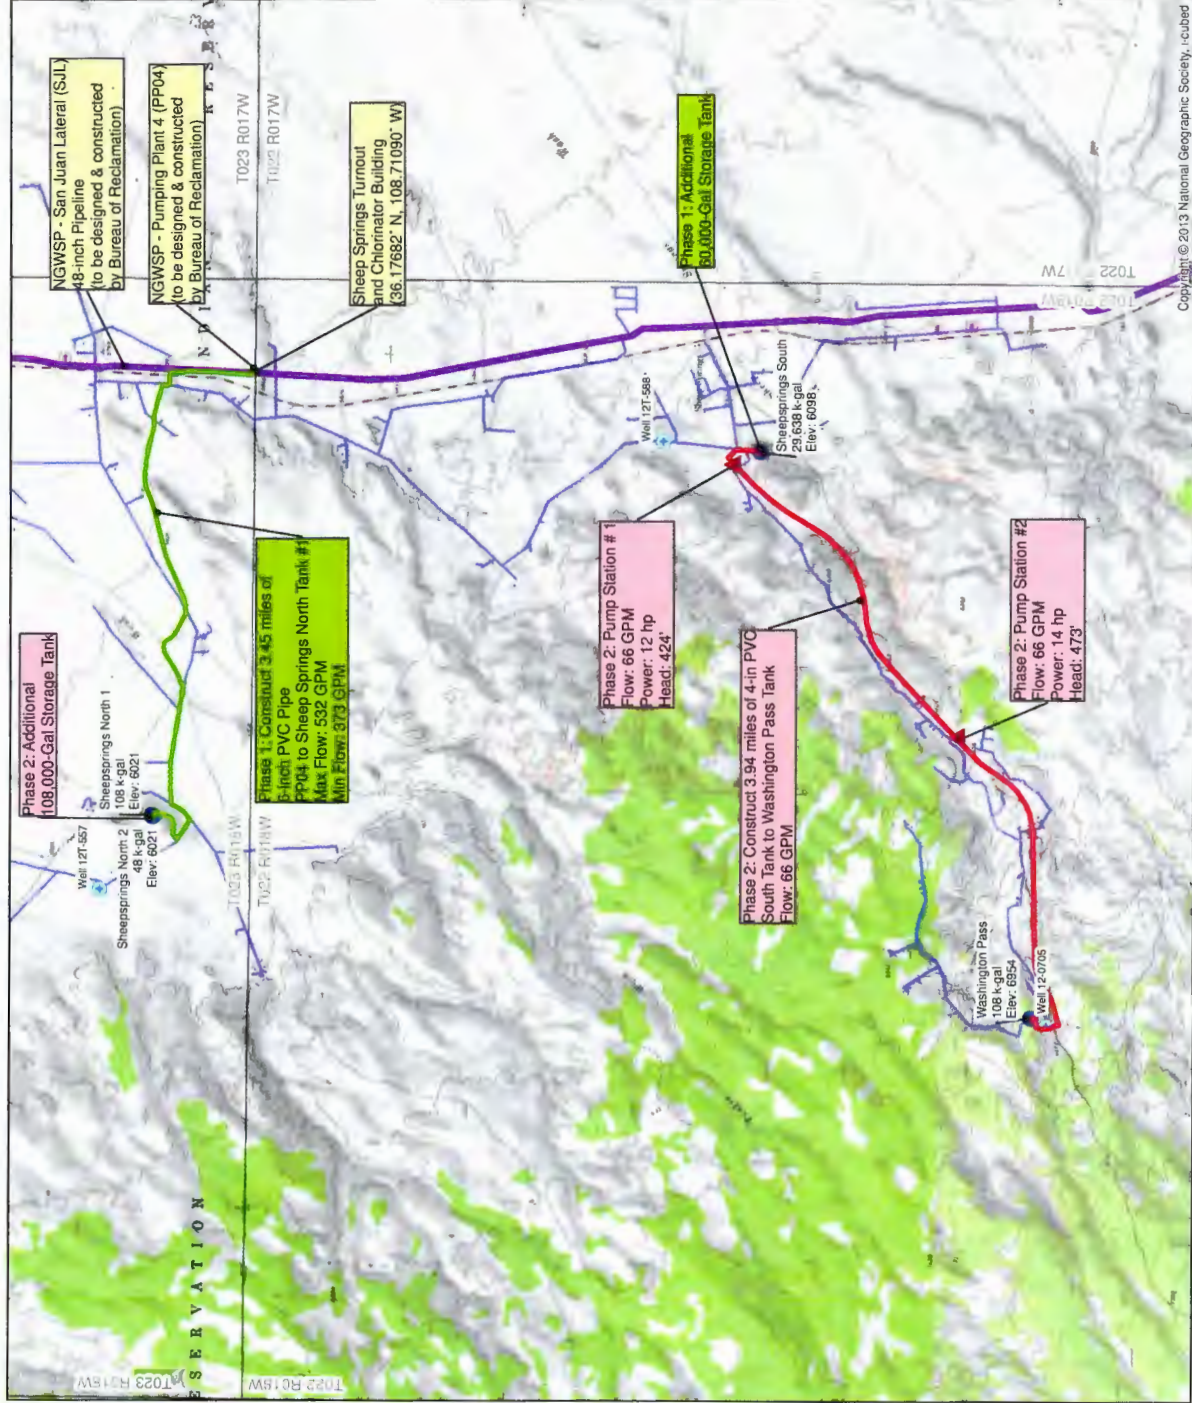 NGWSP - San Juan Lateral (SJL)
48-inch Pipeline
(to be designed & constructed
by Bureau of Reclamation)
NGWSP - Pumping Plant 4 (PP04)
(to be designed & constructed
by Bureau of Reclamation)
T023 R017W
T022 R017W
Sheep Springs Turnout
and Chlorinator Building
(36.17682° N, 108.71090° W)
Phase 1: Additional
60,000-Gal Storage Tank
T022 R018W
Copyright © 2013 National Geographic Society, i-cubed
Phase 2: Additional
108,000-Gal Storage Tank
Sheepsprings North 1
108 k-gal
Elev: 6021
Well 12T-557
Sheepsprings North 2
48 k-gal
Elev: 6021
Phase 1: Construct 3.45 miles of
6-inch PVC Pipe
PP04 to Sheep Springs North Tank #1
Max Flow: 532 GPM
Min Flow: 373 GPM
T023 R018W
T022 R018W
Well 12T-588
Sheepsprings South
29.638 k-gal
Elev: 6098
Phase 2: Pump Station # 1
Flow: 66 GPM
Power: 12 hp
Head: 424'
Phase 2: Construct 3.94 miles of 4-in PVC
South Tank to Washington Pass Tank
Flow: 66 GPM
Phase 2: Pump Station #2
Flow: 66 GPM
Power: 14 hp
Head: 473'
Washington Pass
108 k-gal
Elev: 6954
Well 12-0705
ESERVATION
Wash